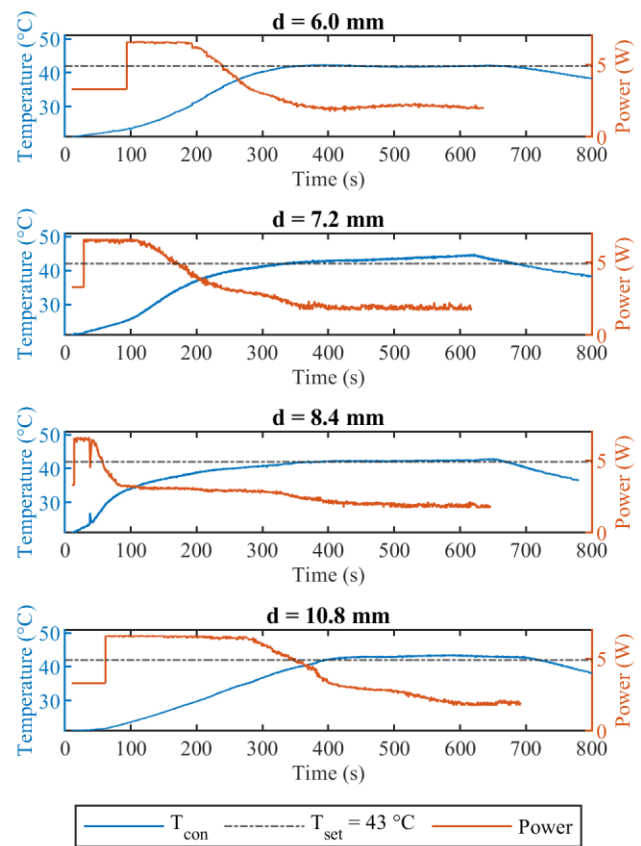 d = 6.0 mm
Temperature (°C)
50
40
30
5
0
Power (W)
0 100 200 300 400 500 600 700 800
Time (s)
d = 7.2 mm
Temperature (°C)
50
40
30
5
0
Power (W)
0 100 200 300 400 500 600 700 800
Time (s)
d = 8.4 mm
Temperature (°C)
50
40
30
5
0
Power (W)
0 100 200 300 400 500 600 700 800
Time (s)
d = 10.8 mm
Temperature (°C)
50
40
30
5
0
Power (W)
0 100 200 300 400 500 600 700 800
Time (s)
T_con T_set = 43 °C Power